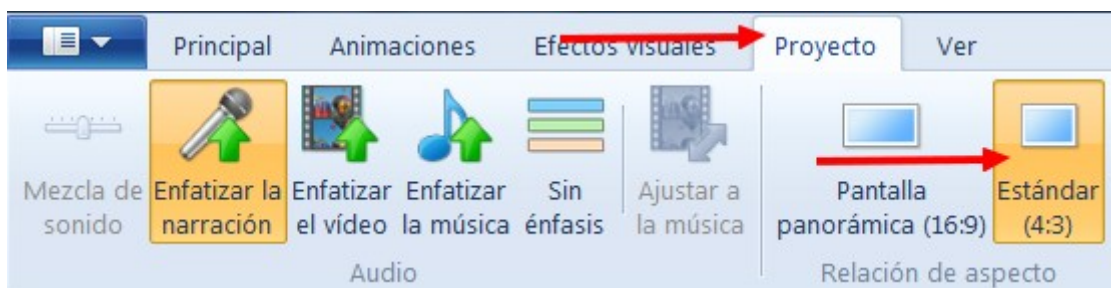 Principal Animaciones Efectos visuales Proyecto Ver
Mezcla de Enfatizar la Enfatizar Enfatizar Sin Ajustar a Pantalla Estándar
sonido narración el vídeo la música énfasis la música panorámica (16:9) (4:3)
Audio Relación de aspecto